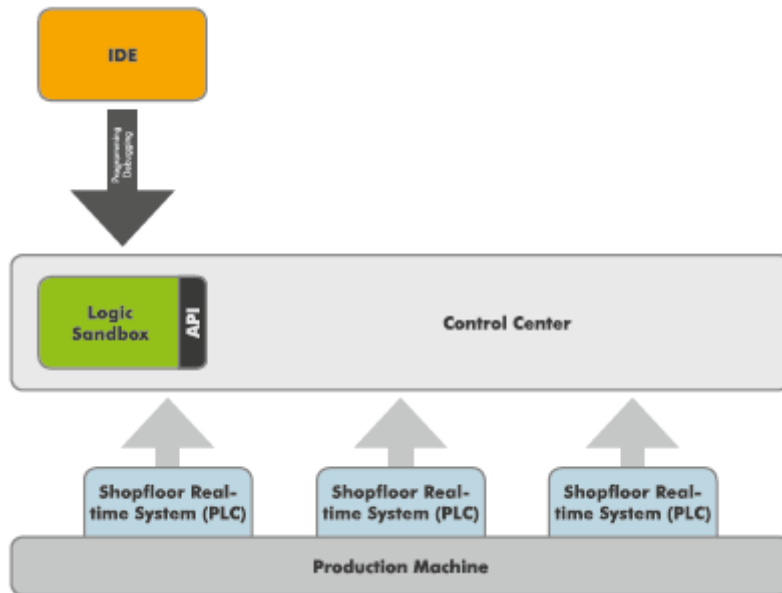 IDE
Programming
Debugging
Logic
Sandbox
API
Control Center
Shopfloor Real-
time System (PLC)
Shopfloor Real-
time System (PLC)
Shopfloor Real-
time System (PLC)
Production Machine